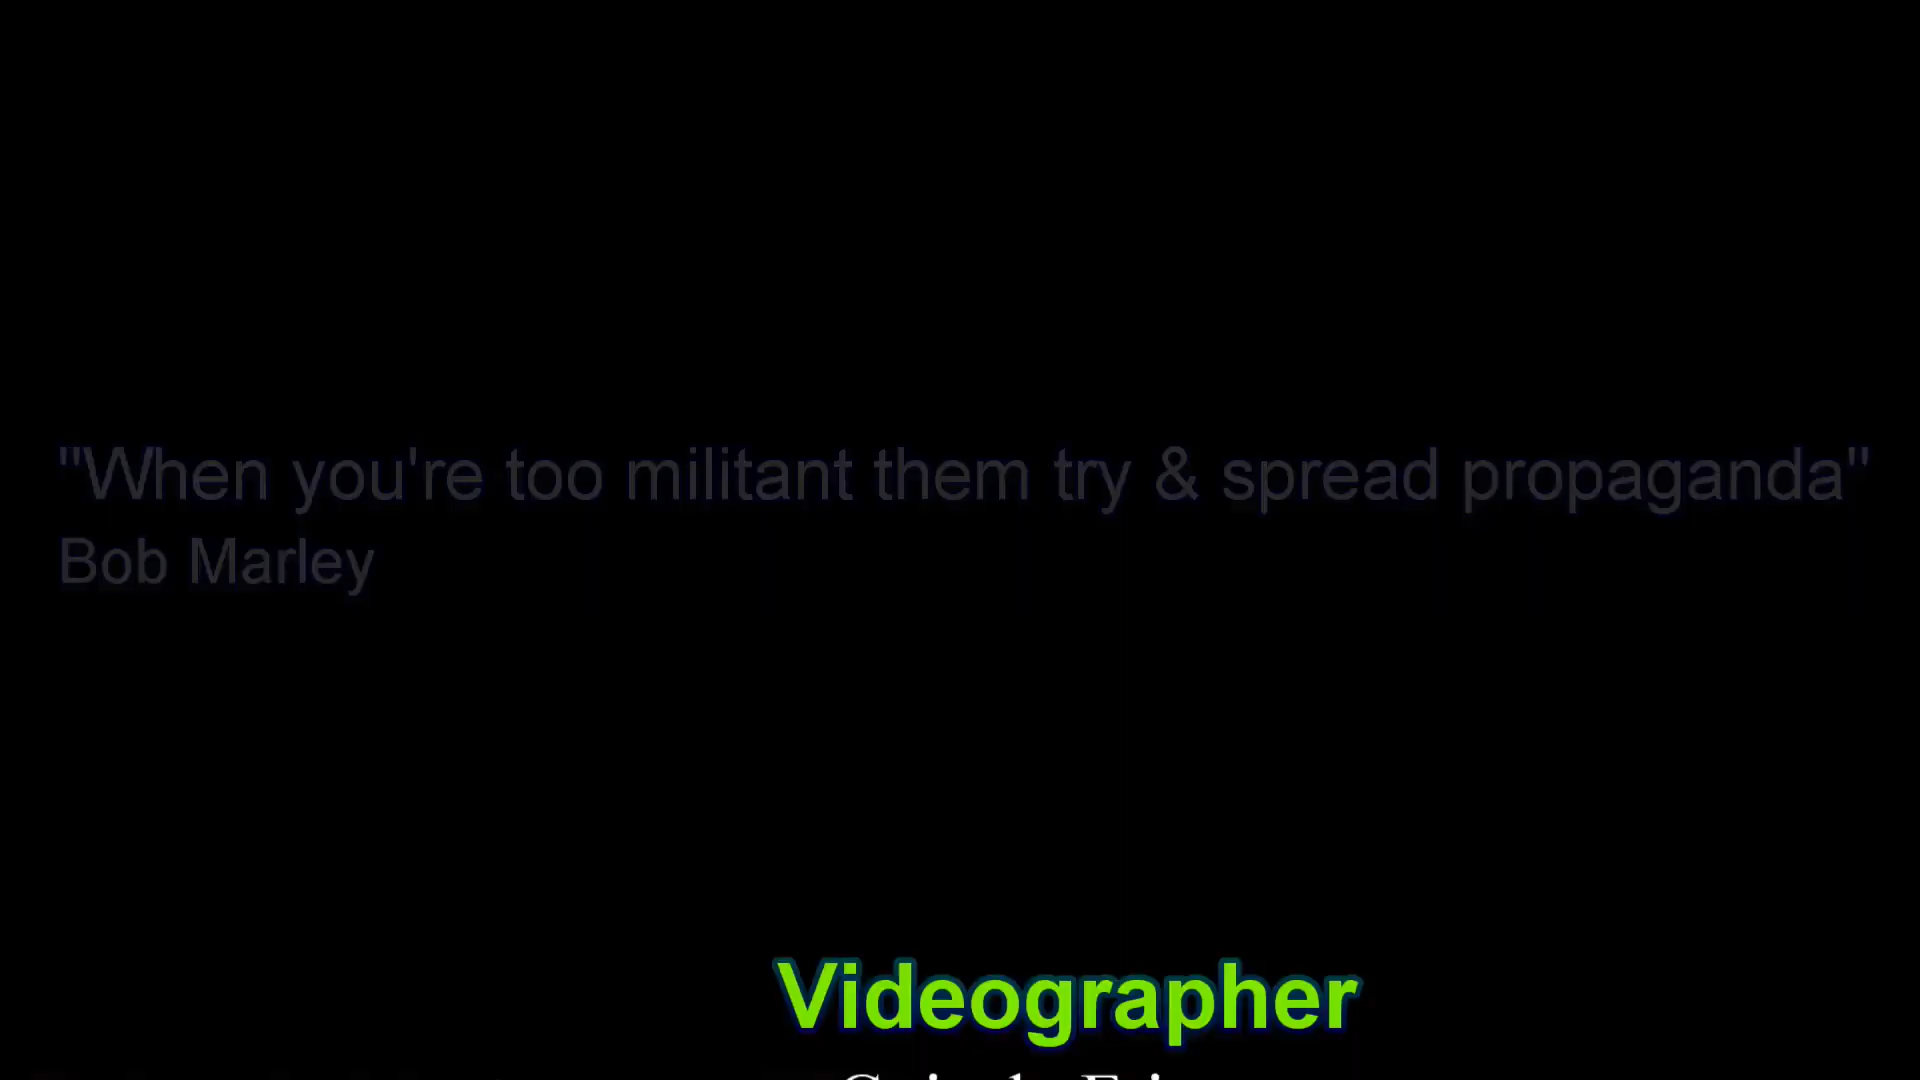 "When you're too militant them try & spread propaganda"
Bob Marley
Videographer